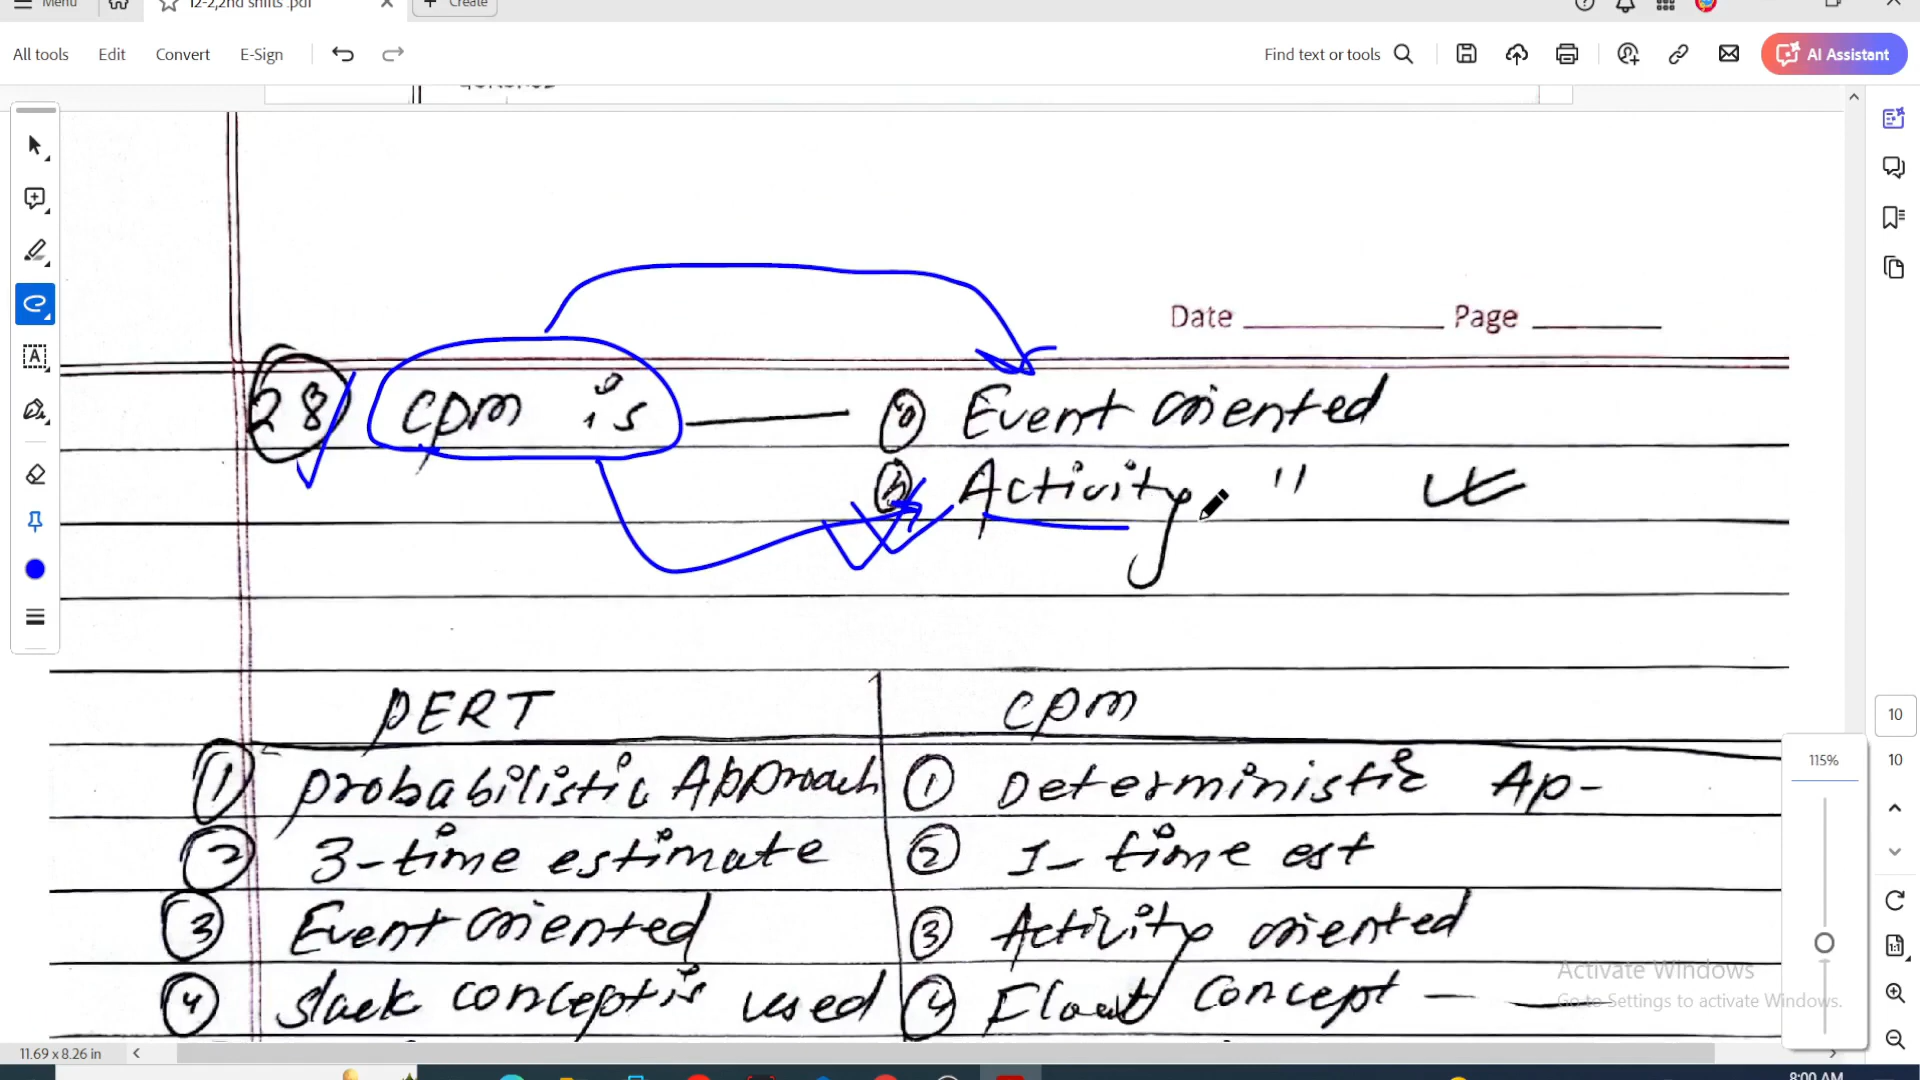 Menu 12-2,2nd shifts .pdf Create
All tools Edit Convert E-Sign Find text or tools AI Assistant
Date Page
28 cpm is a Event oriented
b Activity "
PERT cpm
1 probabilistic Approach 1 Deterministic Ap-
2 3-time estimate 2 1- time est
3 Event oriented 3 Activity oriented
4 slack concept is used 4 Float concept —
10
115%
10
Activate Windows
Go to Settings to activate Windows.
11.69 x 8.26 in
8:00 AM